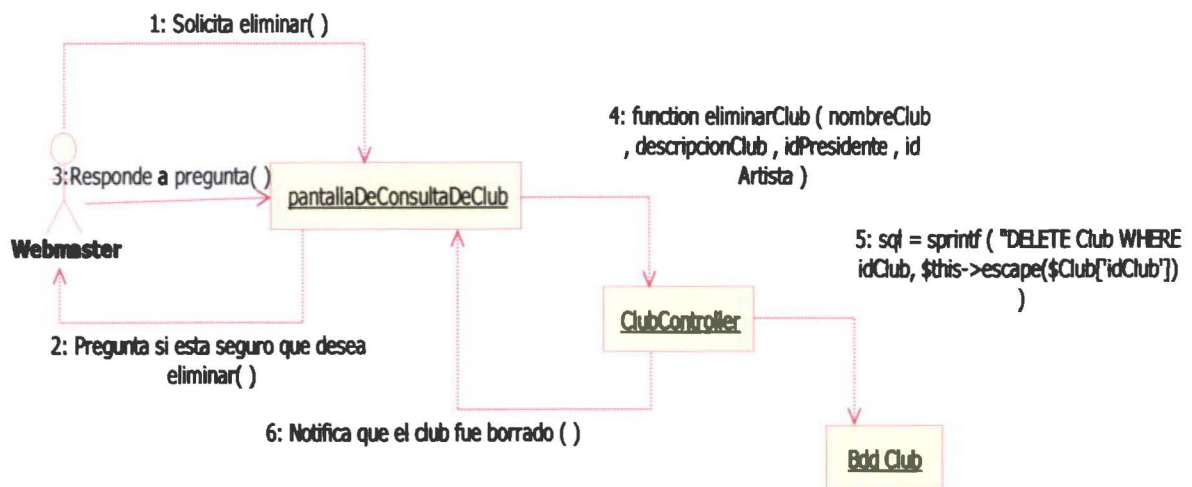 1: Solicita eliminar( )
4: function eliminarClub ( nombreClub
, descripcionClub , idPresidente , id
Artista )
3:Responde a pregunta( )
pantallaDeConsultaDeClub
Webmaster
5: sql = sprintf ( "DELETE Club WHERE
idClub, $this->escape($Club['idClub'])
)
ClubController
2: Pregunta si esta seguro que desea
eliminar( )
6: Notifica que el club fue borrado ( )
Bdd Club